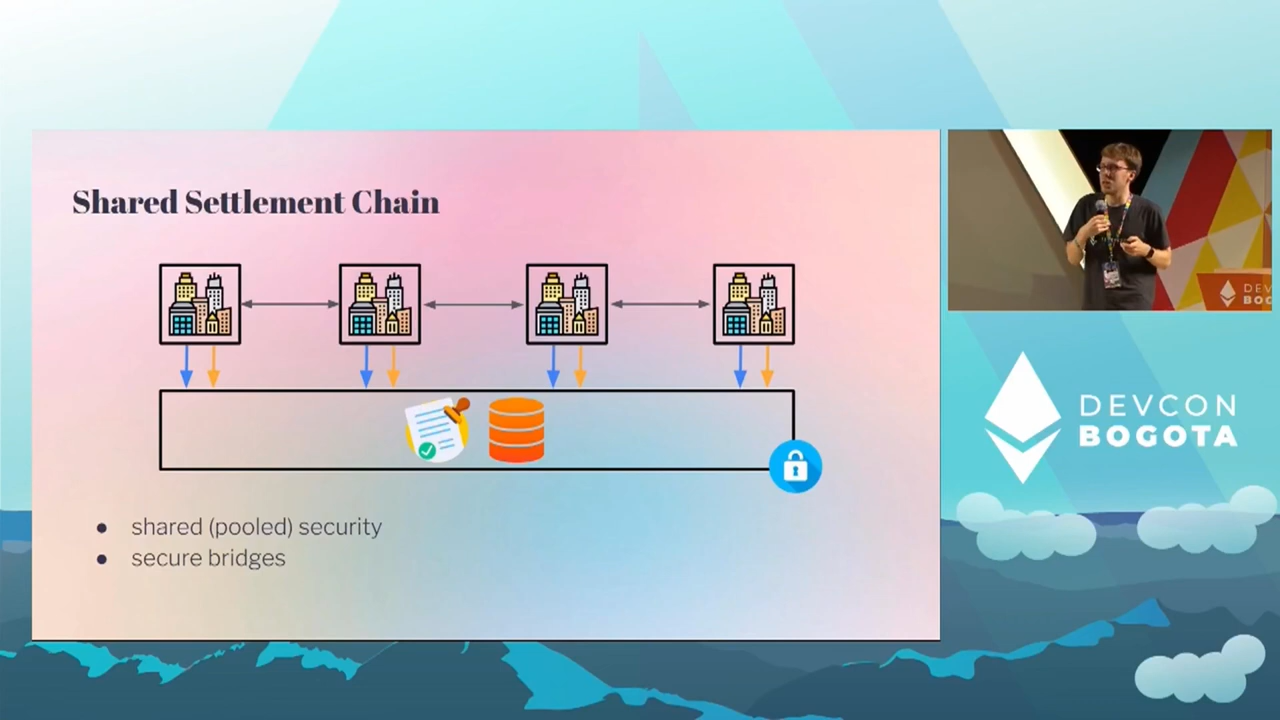 Shared Settlement Chain
shared (pooled) security
secure bridges
DEVCON
BOGOTA